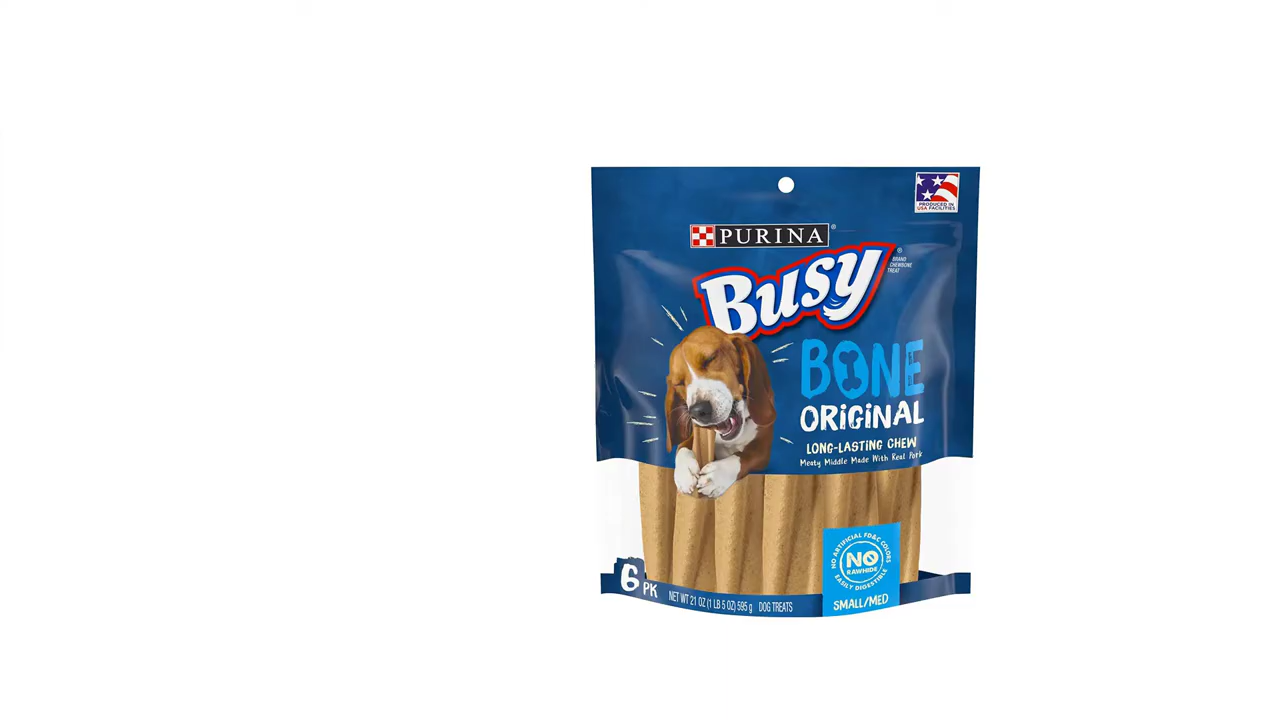 PRODUCED IN
USA FACILITIES
PURINA®
Busy®
BRAND
CHEWBONE
TREAT
BONE
ORIGINAL
LONG-LASTING CHEW
Meaty Middle Made With Real Pork
NO ARTIFICIAL FD&C COLORS
NO
RAWHIDE
EASILY DIGESTIBLE
6 PK
NET WT 21 OZ (1 LB 5 OZ) 595 g DOG TREATS
SMALL/MED